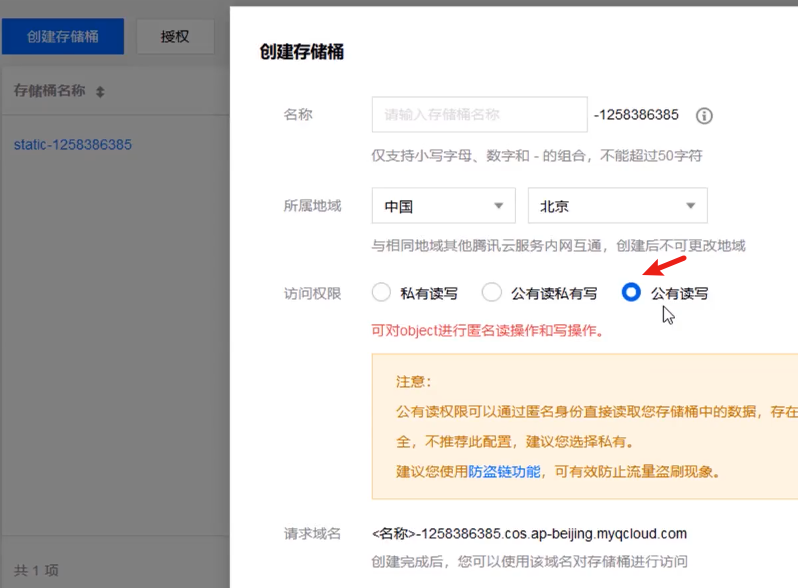 创建存储桶
授权
存储桶名称
static-1258386385
共 1 项
创建存储桶
名称
请输入存储桶名称
-1258386385
仅支持小写字母、数字和 - 的组合，不能超过50字符
所属地域
中国
北京
与相同地域其他腾讯云服务内网互通，创建后不可更改地域
访问权限
私有读写
公有读私有写
公有读写
可对object进行匿名读操作和写操作。
注意：
公有读权限可以通过匿名身份直接读取您存储桶中的数据，存在
全，不推荐此配置，建议您选择私有。
建议您使用防盗链功能，可有效防止流量盗刷现象。
请求域名
<名称>-1258386385.cos.ap-beijing.myqcloud.com
创建完成后，您可以使用该域名对存储桶进行访问